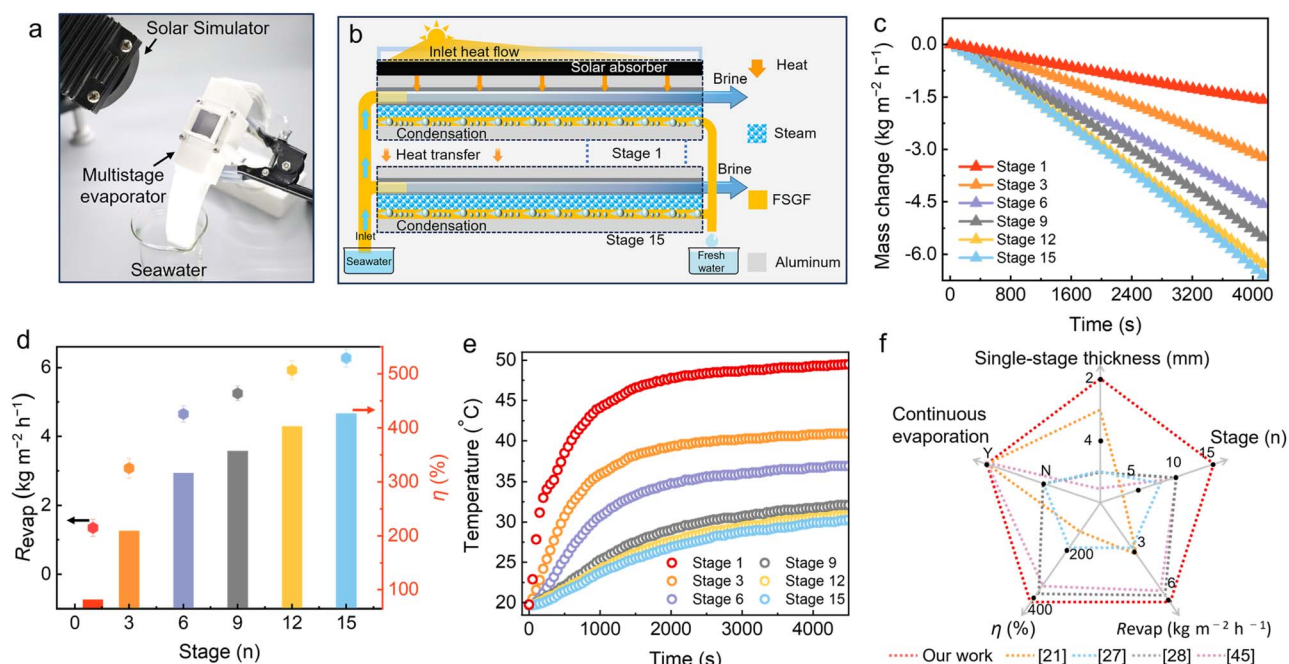 a
Solar Simulator
Multistage
evaporator
Seawater
b
Inlet heat flow
Solar absorber
Heat
Brine
Steam
Condensation
Heat transfer
Stage 1
Brine
FSGF
Condensation
Inlet
Stage 15
Seawater
Fresh
water
Aluminum
c
Mass change (kg m⁻² h⁻¹)
0.0
-1.5
-3.0
-4.5
-6.0
Stage 1
Stage 3
Stage 6
Stage 9
Stage 12
Stage 15
0 800 1600 2400 3200 4000
Time (s)
d
Revap (kg m⁻² h⁻¹)
6
4
2
0
500
400
300
200
100
η (%)
0 3 6 9 12 15
Stage (n)
e
Temperature (°C)
50
45
40
35
30
25
20
Stage 1
Stage 3
Stage 6
Stage 9
Stage 12
Stage 15
0 1000 2000 3000 4000
Time (s)
f
Single-stage thickness (mm)
2
4
Continuous
evaporation
Y
N
Stage (n)
5
10
15
200
400
3
6
η (%)
Revap (kg m⁻² h⁻¹)
Our work [21] [27] [28] [45]